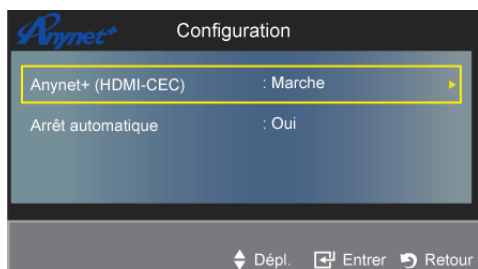 Anynet+ Configuration
Anynet+ (HDMI-CEC) : Marche
Arrêt automatique : Oui
Dépl. Entrer Retour